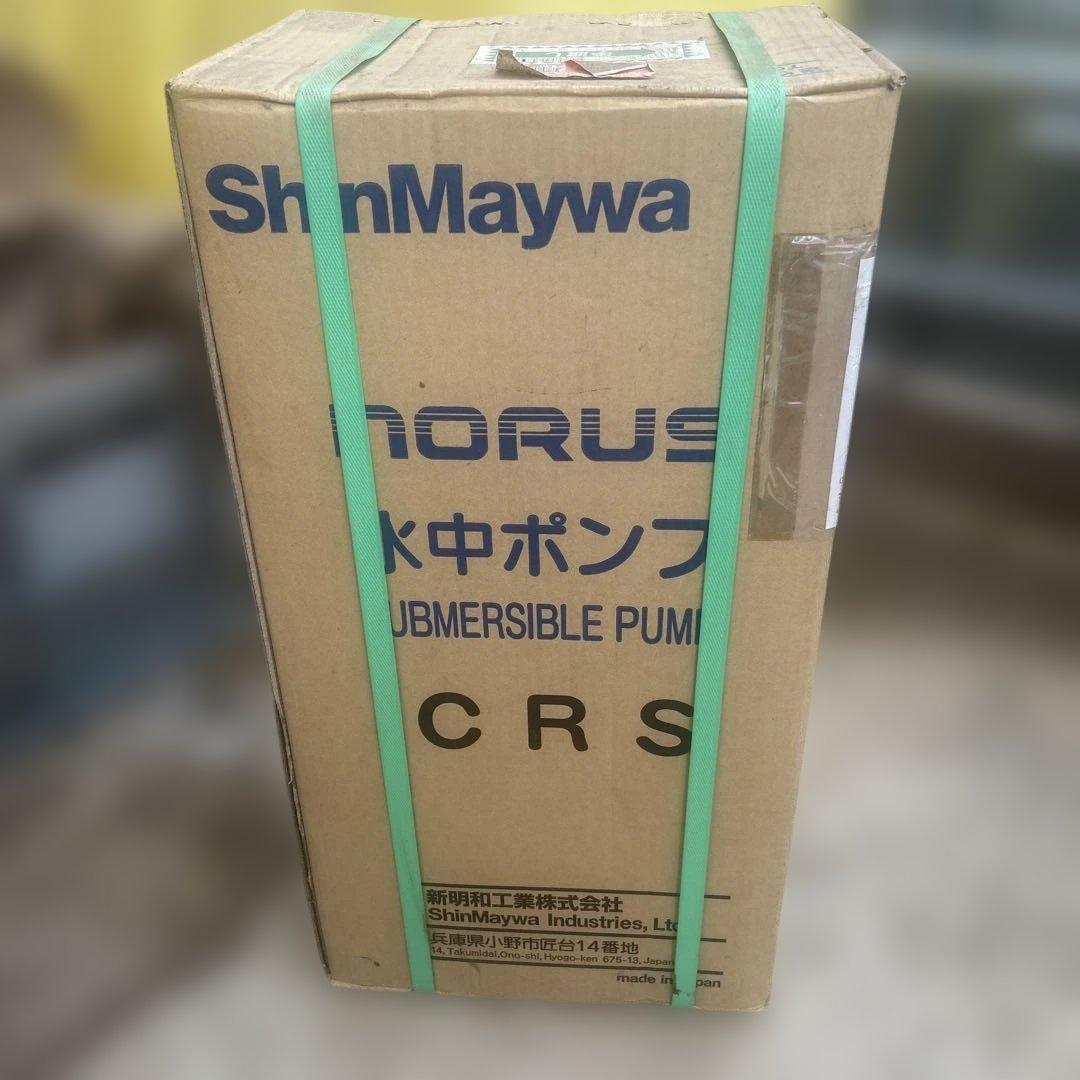 ShinMaywa
NORUS
水中ポンプ
SUBMERSIBLE PUMP
CRS
新明和工業株式会社
ShinMaywa Industries, Ltd
兵庫県小野市匠台14番地
14, Takumidai, Ono-shi, Hyogo-ken 675-13, Japan
made in Japan